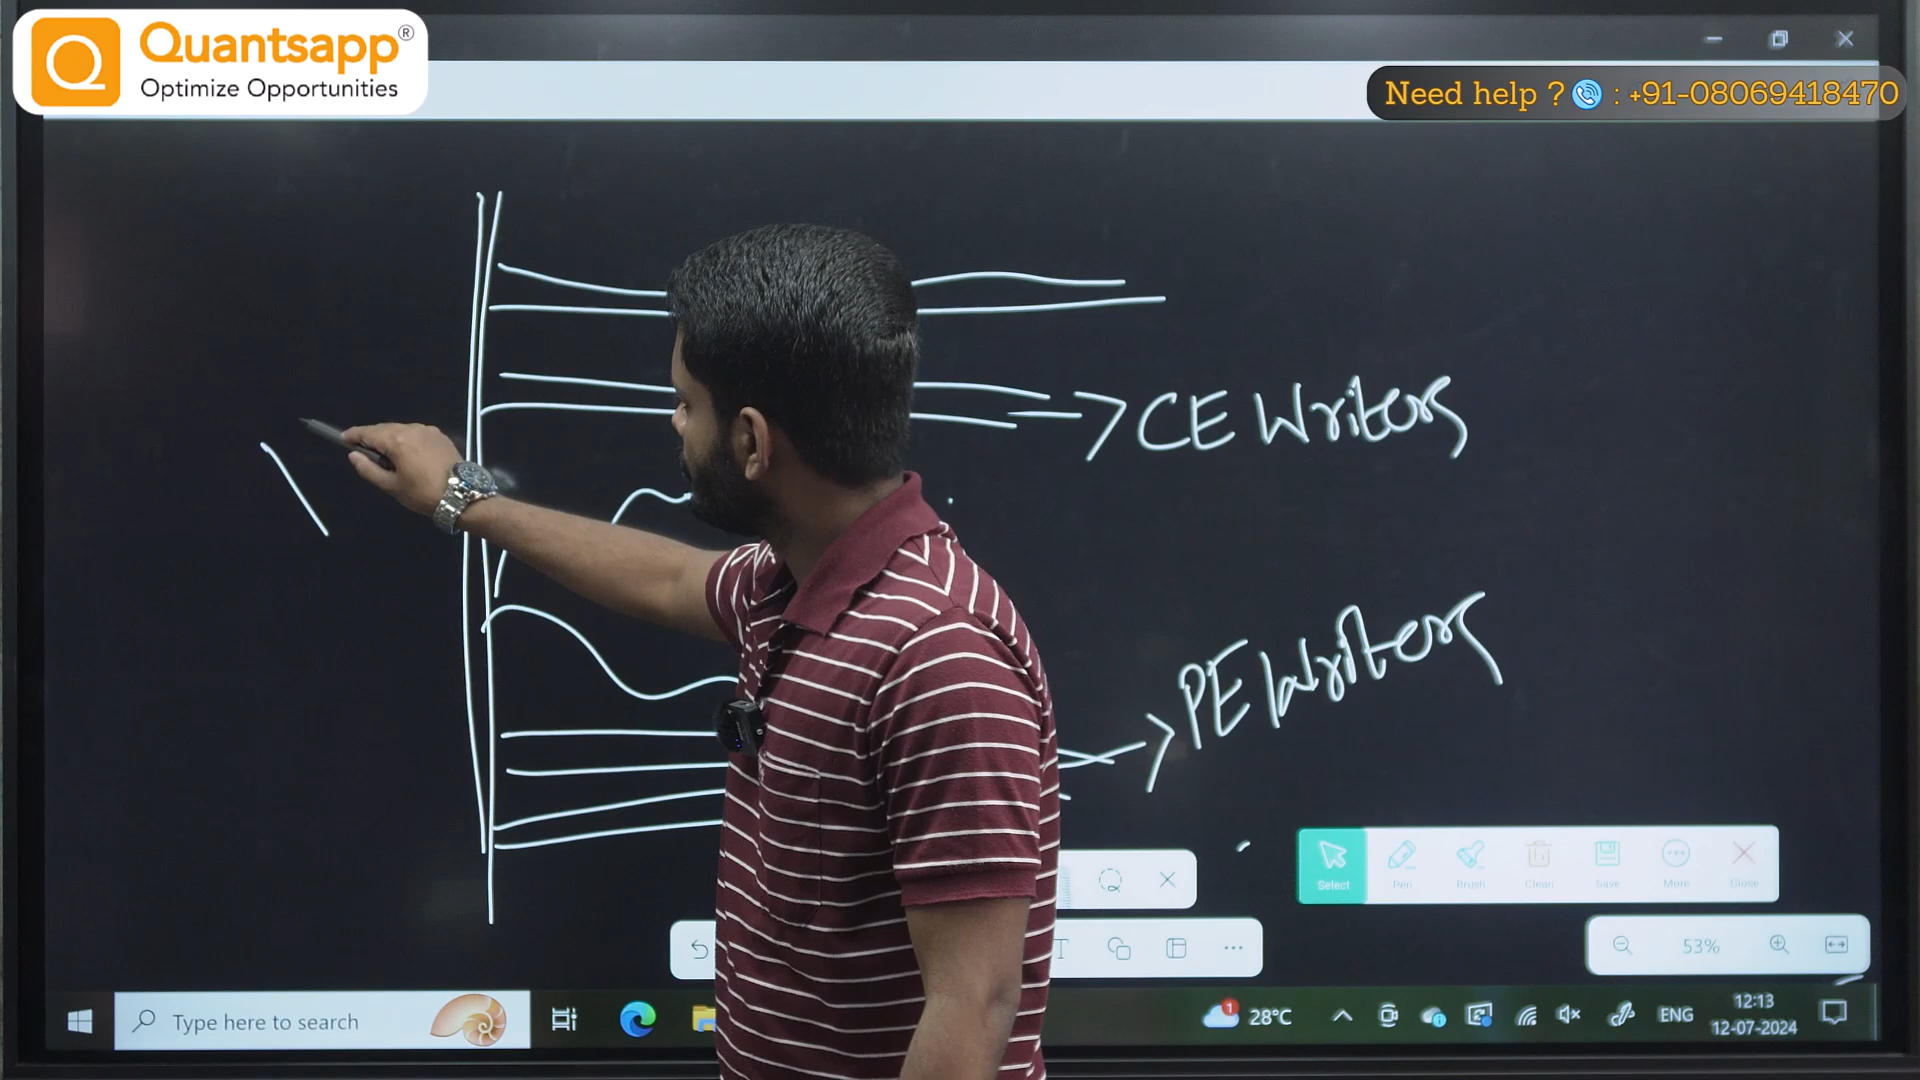 Quantsapp®
Optimize Opportunities
Need help ? : +91-08069418470
CE Writers
PE Writers
Select Pen Brush Clean Save More Close
T
53%
Type here to search
1
28°C
ENG
12:13
12-07-2024